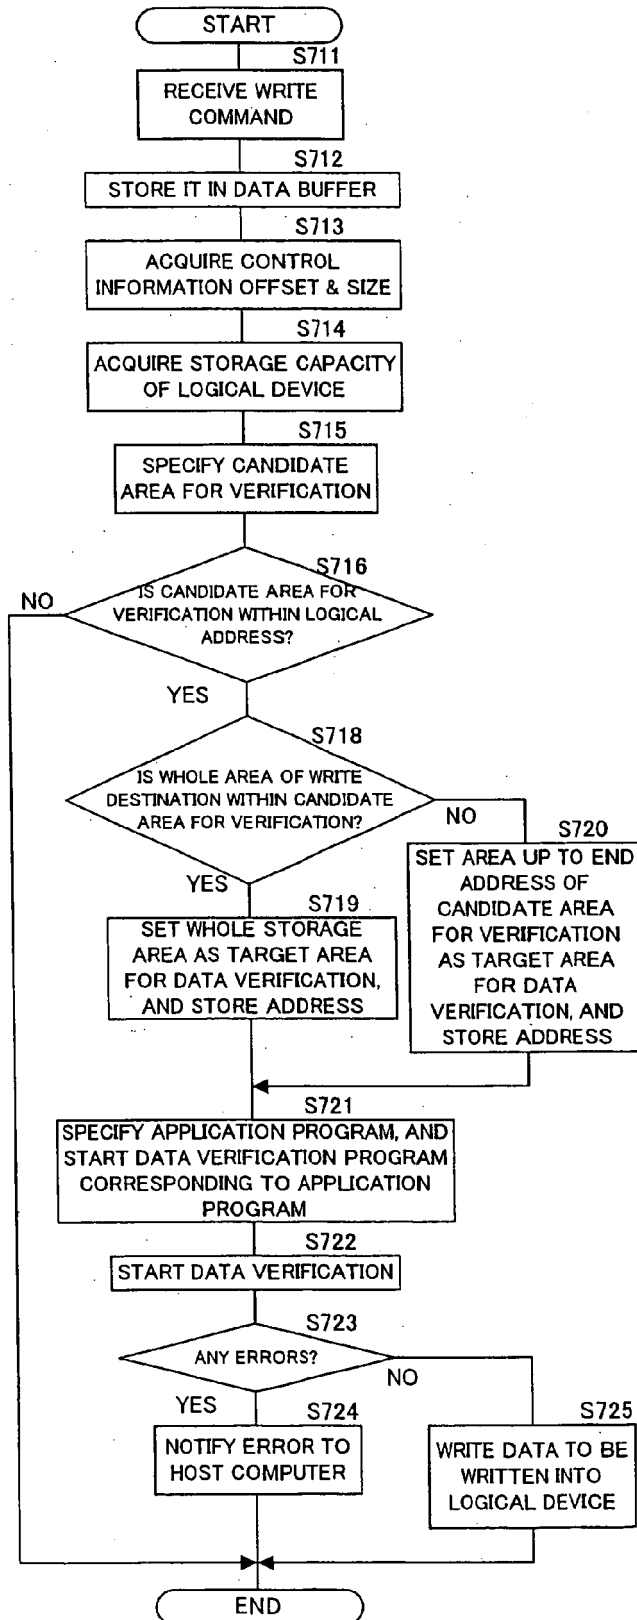 START
S711
RECEIVE WRITE
COMMAND
S712
STORE IT IN DATA BUFFER
S713
ACQUIRE CONTROL
INFORMATION OFFSET & SIZE
S714
ACQUIRE STORAGE CAPACITY
OF LOGICAL DEVICE
S715
SPECIFY CANDIDATE
AREA FOR VERIFICATION
S716
IS CANDIDATE AREA FOR
VERIFICATION WITHIN LOGICAL
ADDRESS?
NO
YES
S718
IS WHOLE AREA OF WRITE
DESTINATION WITHIN CANDIDATE
AREA FOR VERIFICATION?
NO
YES
S719
SET WHOLE STORAGE
AREA AS TARGET AREA
FOR DATA VERIFICATION,
AND STORE ADDRESS
S720
SET AREA UP TO END
ADDRESS OF
CANDIDATE AREA
FOR VERIFICATION
AS TARGET AREA
FOR DATA
VERIFICATION, AND
STORE ADDRESS
S721
SPECIFY APPLICATION PROGRAM, AND
START DATA VERIFICATION PROGRAM
CORRESPONDING TO APPLICATION
PROGRAM
S722
START DATA VERIFICATION
S723
ANY ERRORS?
NO
YES
S724
NOTIFY ERROR TO
HOST COMPUTER
S725
WRITE DATA TO BE
WRITTEN INTO
LOGICAL DEVICE
END